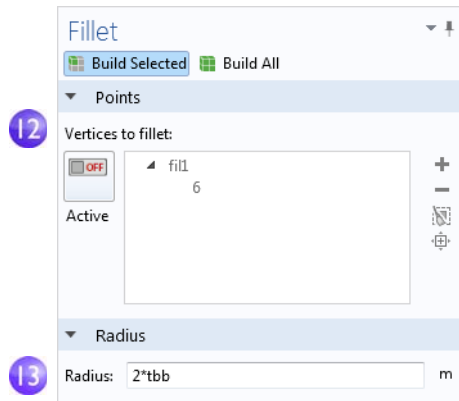 Fillet
Build Selected Build All
Points
12
Vertices to fillet:
OFF
fil1
6
Active
Radius
13 Radius: 2*tbb m